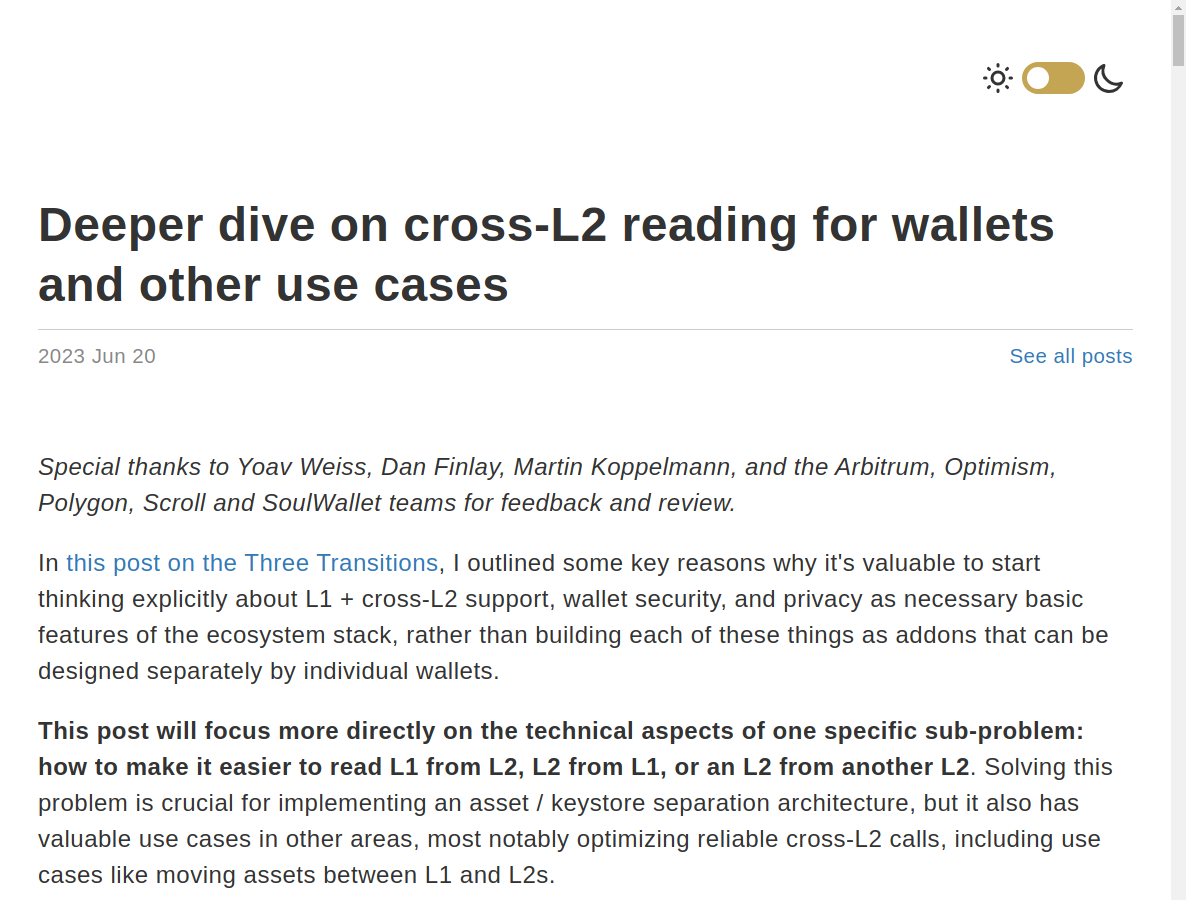 Deeper dive on cross-L2 reading for wallets
and other use cases
2023 Jun 20
See all posts
Special thanks to Yoav Weiss, Dan Finlay, Martin Koppelmann, and the Arbitrum, Optimism,
Polygon, Scroll and SoulWallet teams for feedback and review.
In this post on the Three Transitions, I outlined some key reasons why it's valuable to start
thinking explicitly about L1 + cross-L2 support, wallet security, and privacy as necessary basic
features of the ecosystem stack, rather than building each of these things as addons that can be
designed separately by individual wallets.
This post will focus more directly on the technical aspects of one specific sub-problem:
how to make it easier to read L1 from L2, L2 from L1, or an L2 from another L2. Solving this
problem is crucial for implementing an asset / keystore separation architecture, but it also has
valuable use cases in other areas, most notably optimizing reliable cross-L2 calls, including use
cases like moving assets between L1 and L2s.